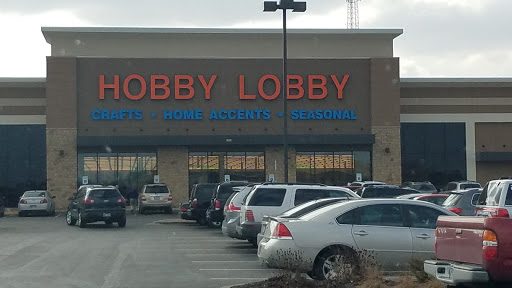 HOBBY LOBBY
CRAFTS • HOME ACCENTS • SEASONAL